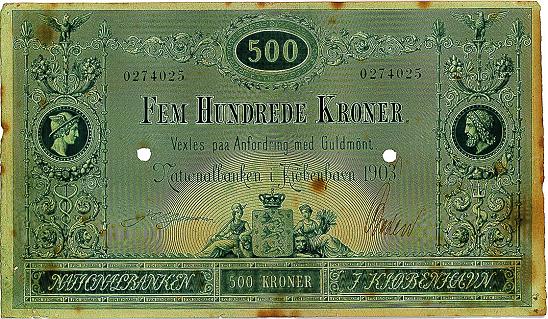 500
0274025 0274025
FEM HUNDREDE KRONER.
Vexles paa Anfordring med Guldmønt.
Nationalbanken i Kjøbenhavn 1903
NATIONALBANKEN. 500 KRONER I KJØBENHAVN.